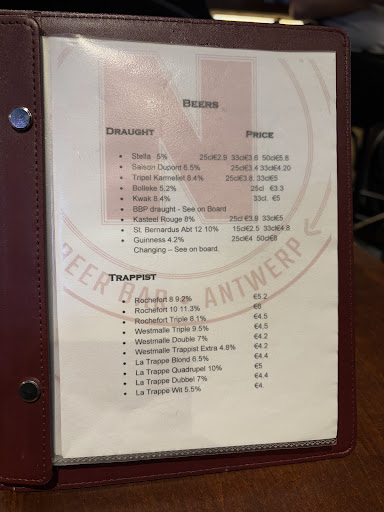 BEERS
DRAUGHT PRICE
Stella 5% 25cl€2.9 33cl€3.6 50cl€5.8
Saison Dupont 6.5% 25cl€3.4 33cl€4.20
Tripel Karmeliet 8.4% 25cl€3.8 33cl€5
Bolleke 5.2% 25cl €3.3
Kwak 8.4% 33cl. €5
BBP draught - See on Board
Kasteel Rouge 8% 25cl €3.9 33cl€5
St. Bernardus Abt 12 10% 15cl€2.5 33cl€4.8
Guinness 4.2% 25cl€4 50cl€8
Changing – See on board.
TRAPPIST
Rochefort 8 9.2% €5.2
Rochefort 10 11.3% €6
Rochefort Triple 8.1% €4.5
Westmalle Triple 9.5% €4.5
Westmalle Double 7% €4.2
Westmalle Trappist Extra 4.8% €4.2
La Trappe Blond 6.5% €4.4
La Trappe Quadrupel 10% €5
La Trappe Dubbel 7% €4.4
La Trappe Wit 5.5% €4.
N
BEER BAR ANTWERP